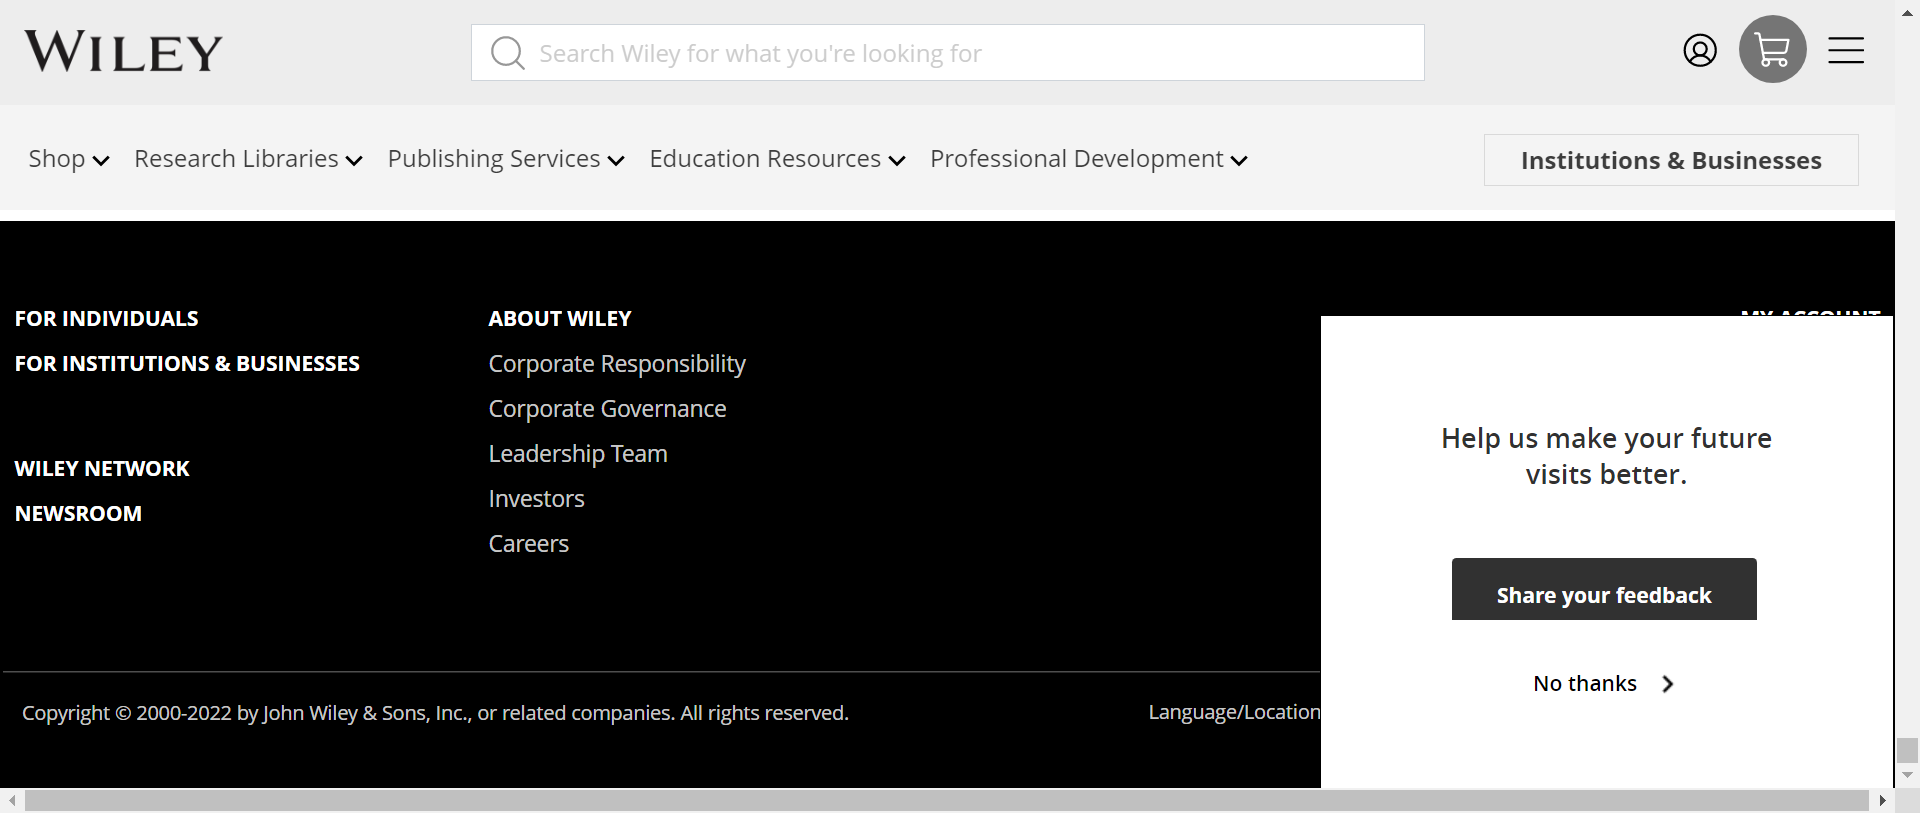 WILEY
Search Wiley for what you're looking for
Shop
Research Libraries
Publishing Services
Education Resources
Professional Development
Institutions & Businesses
FOR INDIVIDUALS
FOR INSTITUTIONS & BUSINESSES
WILEY NETWORK
NEWSROOM
ABOUT WILEY
Corporate Responsibility
Corporate Governance
Leadership Team
Investors
Careers
MY ACCOUNT
Help us make your future
visits better.
Share your feedback
No thanks
Copyright © 2000-2022 by John Wiley & Sons, Inc., or related companies. All rights reserved.
Language/Location